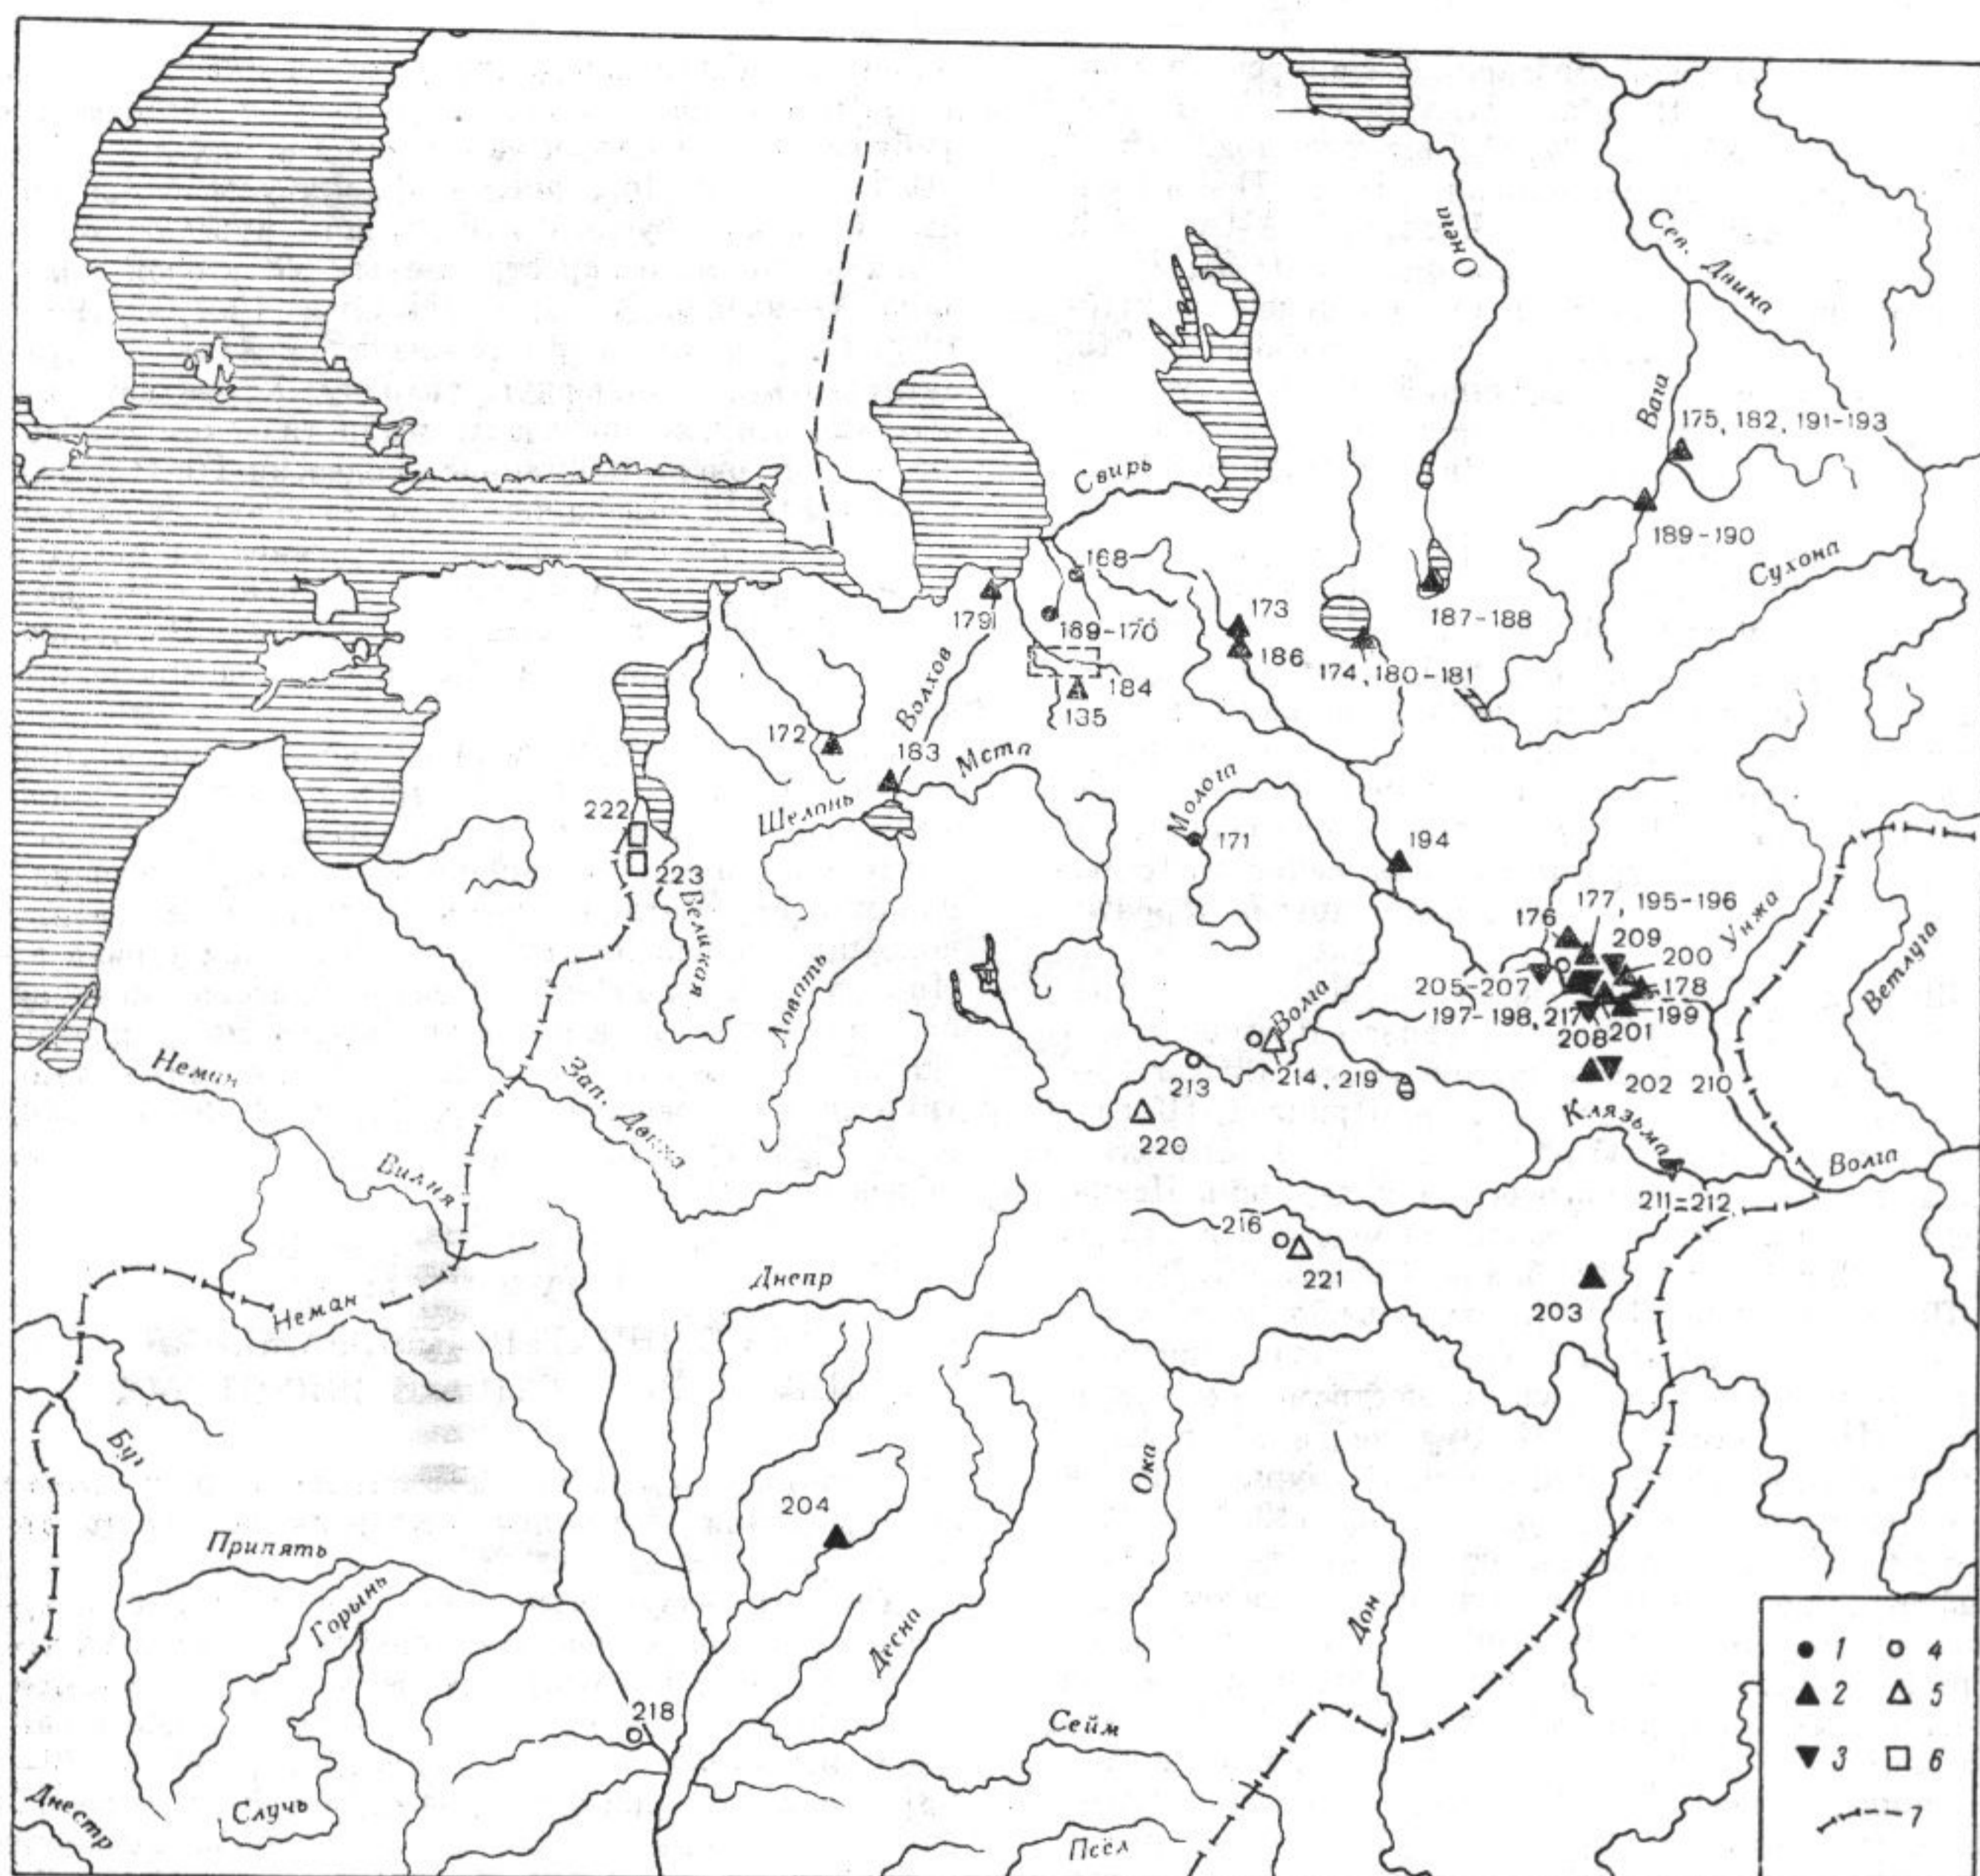 Онега
Сев. Двина
Вага
175, 182, 191-193
Свирь
189-190
Сухона
168
179
169-170
173
186
187-188
174, 180-181
184
135
Волхов
172
183
Мста
Шелонь
Молога
171
194
222
223
Великая
Ловать
177, 195-196
176
209
200
Унжа
Ветлуга
205-207
178
197-198, 217
199
208
201
Волга
213
214, 219
202 210
220
Неман
Зап. Двина
Вилия
Клязьма
Волга
211-212
216
221
Днепр
203
Неман
Буг
Ока
204
Припять
Горынь
Десна
Дон
218
Сейм
Случь
Днестр
Псёл
1 4
2 5
3 6
7